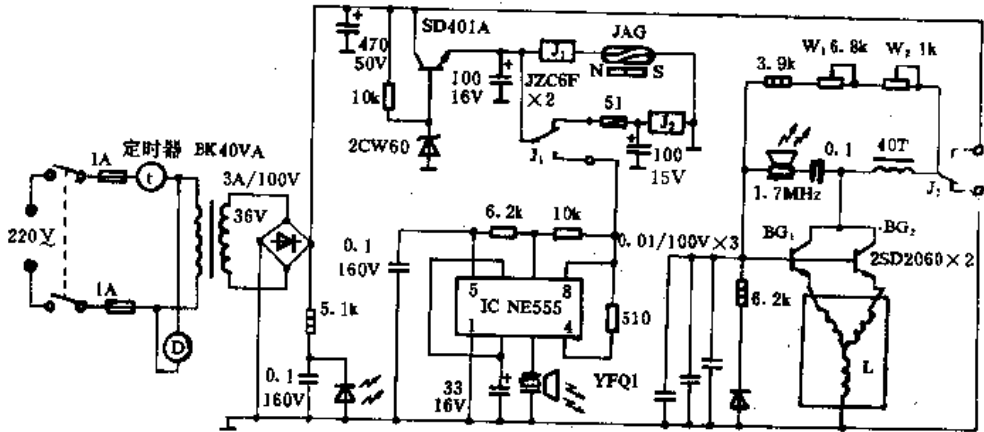 SD401A
JAG
470
50V
+
J₁
N S
W₁ 6.8k
W₂ 1k
3.9k
10k
100
16V
+
JZC6F
×2
51
J₂
2CW60
J₁
+
100
15V
定时器 BK40VA
1A
t
3A/100V
36V
220V
0.1
40T
1.7MHz
J₂
6.2k
10k
0.1
160V
0.01/100V×3
BG₁
BG₂
2SD2060×2
5
8
IC NE555
1
4
510
5.1k
6.2k
1A
D
L
YFQ1
0.1
160V
33
16V
+